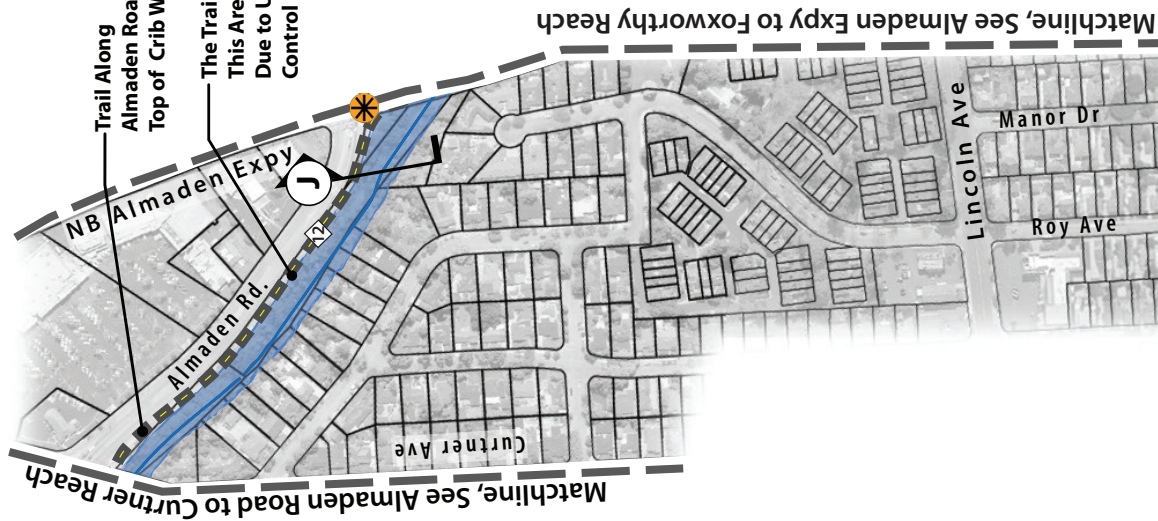 Trail Along
Almaden Roa
Top of Crib W
The Trai
This Are
Due to U
Control
Matchline, See Almaden Expy to Foxworthy Reach
NB Almaden Expy
J
12
Almaden Rd.
Lincoln Ave
Manor Dr
Roy Ave
Curtner Ave
Matchline, See Almaden Road to Curtner Reach